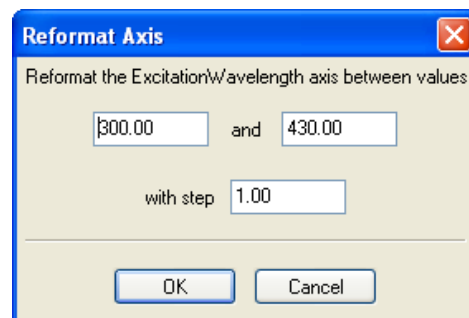 Reformat Axis
Reformat the ExcitationWavelength axis between values
300.00 and 430.00
with step 1.00
OK Cancel